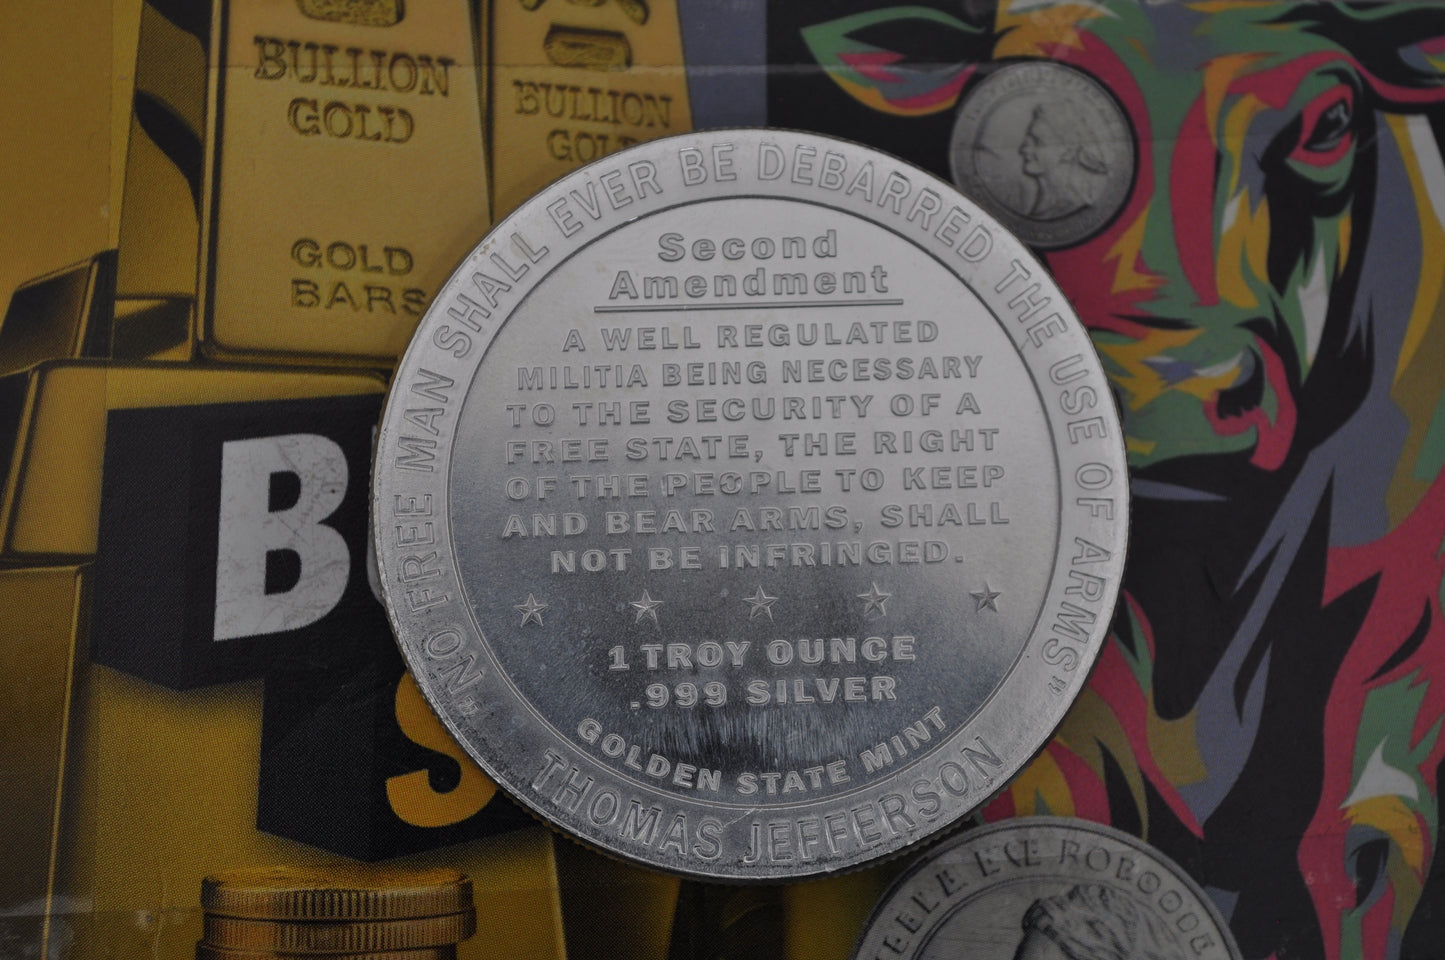 BULLION
GOLD
GOLD
BARS
BULLION
GOLD
B
S
"NO FREE MAN SHALL EVER BE DEBARRED THE USE OF ARMS"
THOMAS JEFFERSON
Second
Amendment
A WELL REGULATED
MILITIA BEING NECESSARY
TO THE SECURITY OF A
FREE STATE, THE RIGHT
OF THE PEOPLE TO KEEP
AND BEAR ARMS, SHALL
NOT BE INFRINGED.
1 TROY OUNCE
.999 SILVER
GOLDEN STATE MINT